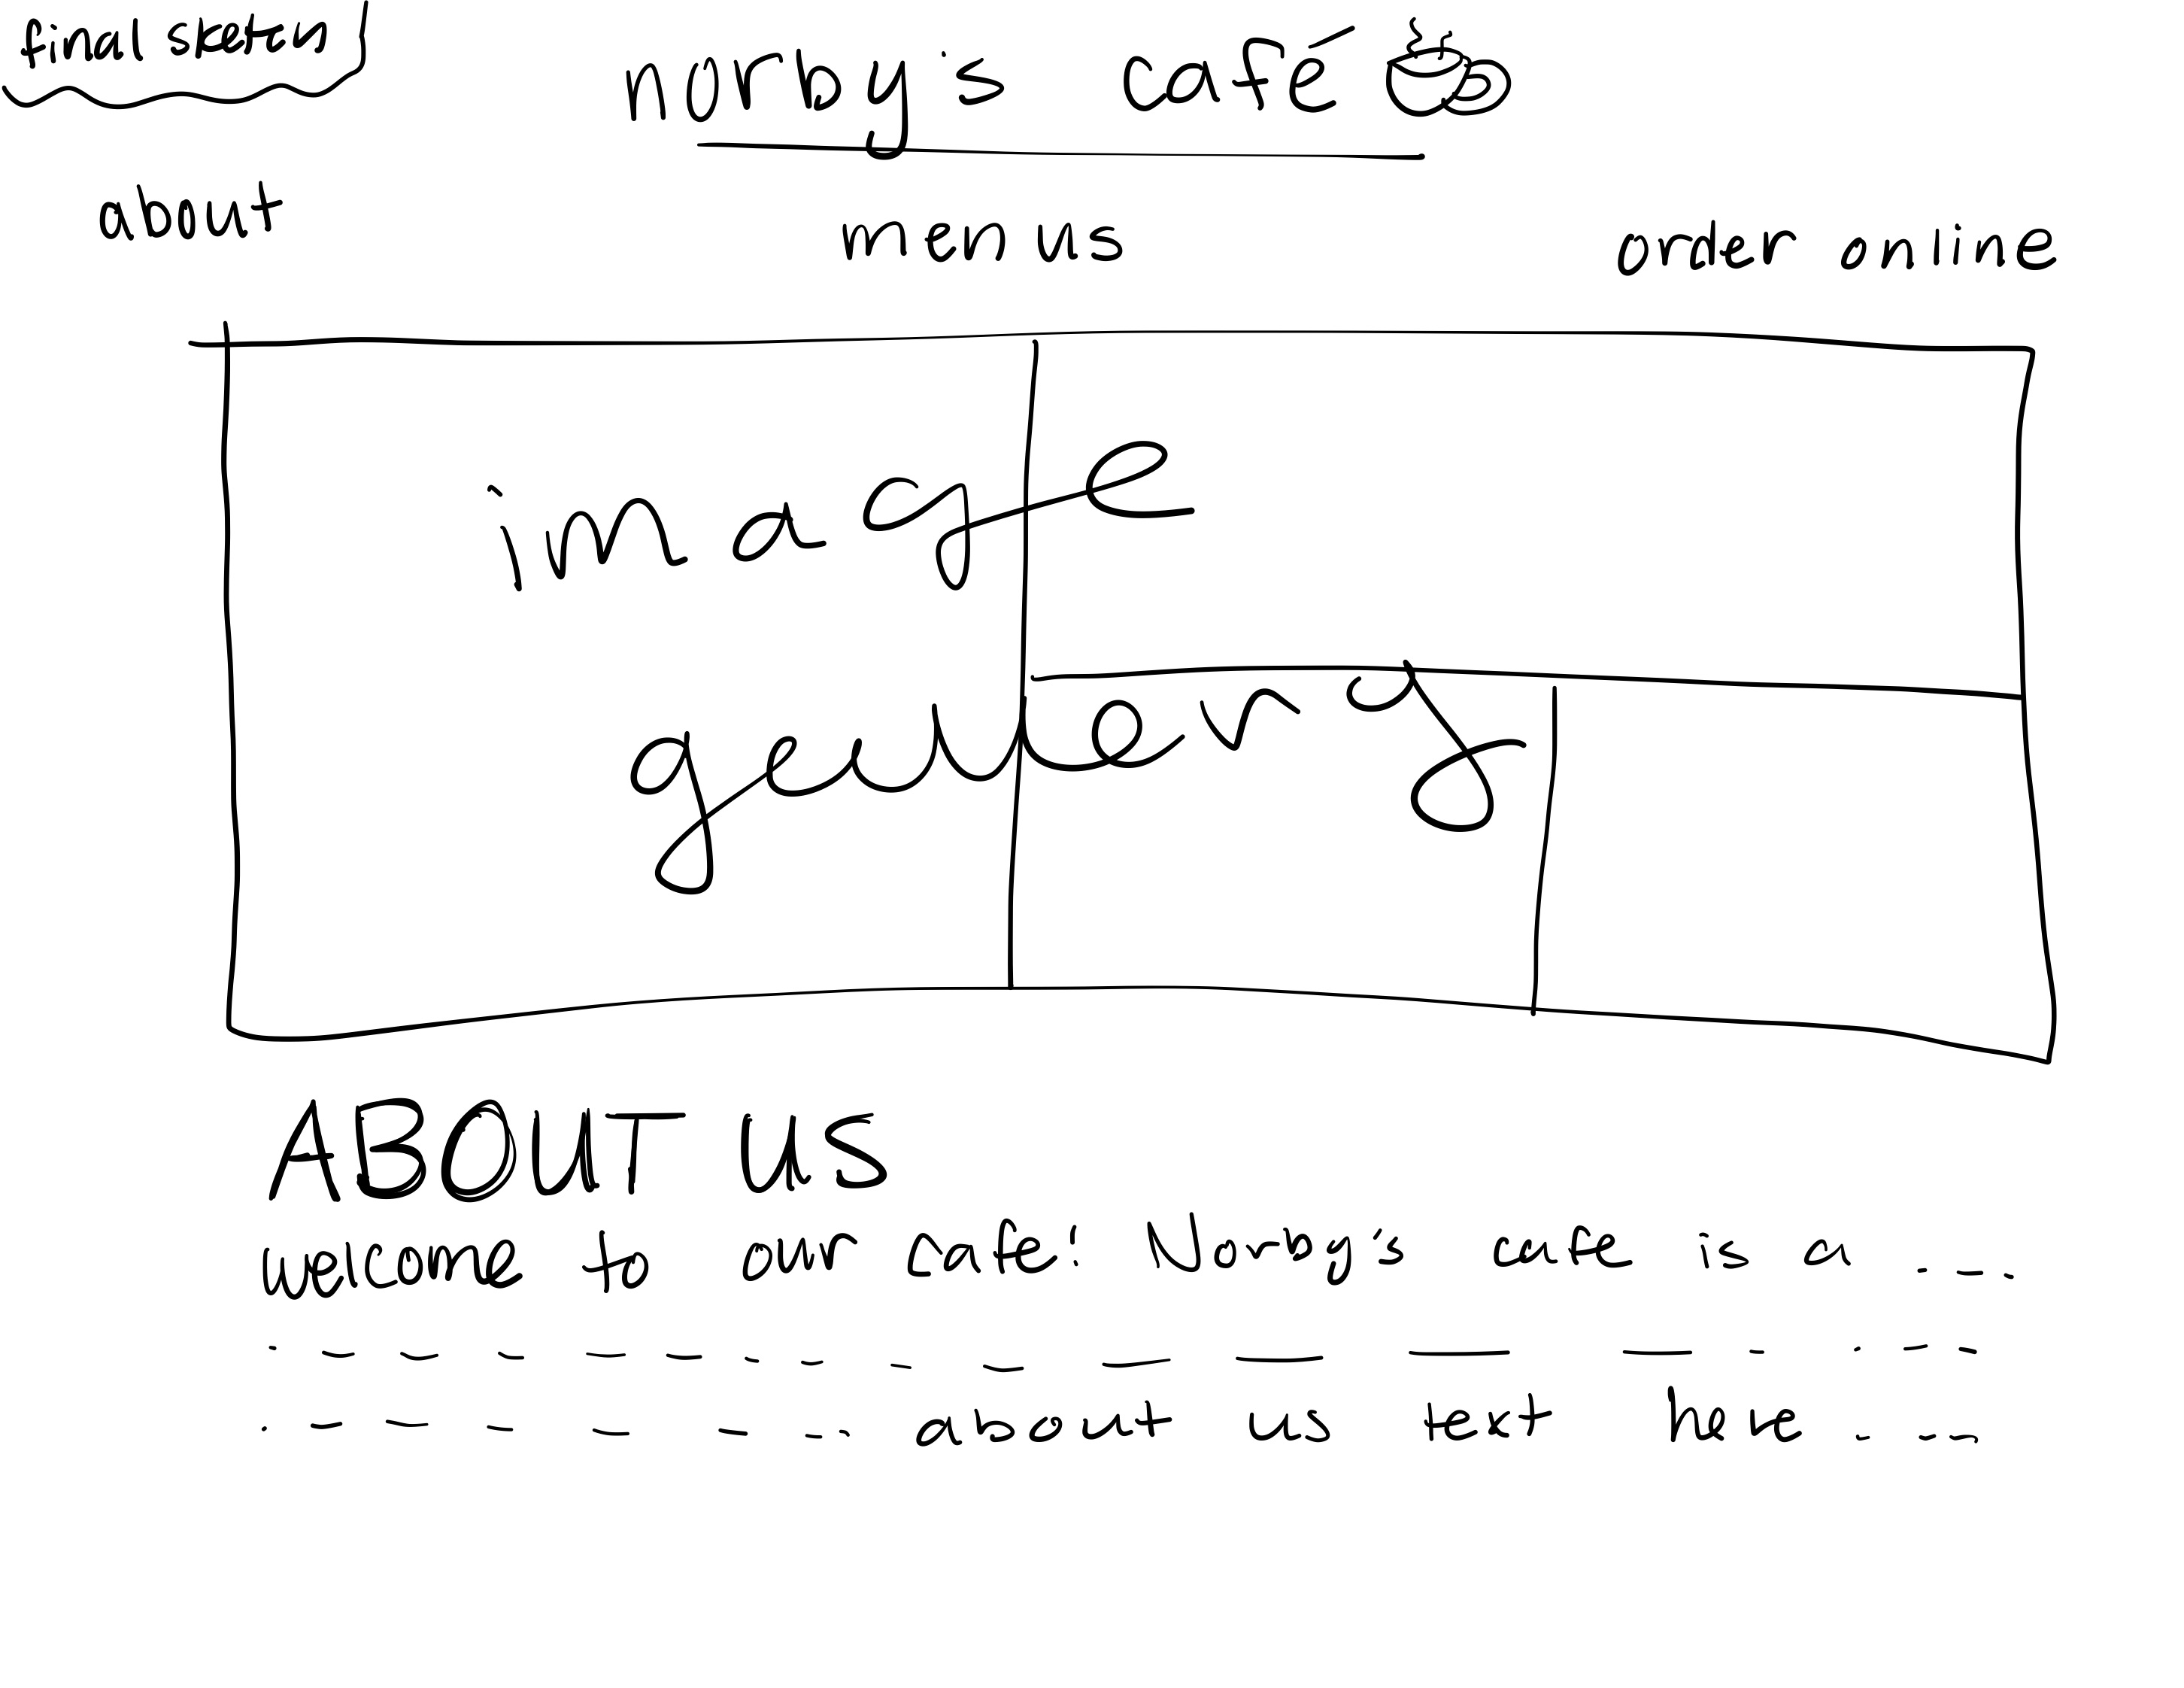 final setup!
norby's café
about menus order online
image
gallery
ABOUT US
welcome to our cafe! Norby's cafe is a ....
about us text here ....